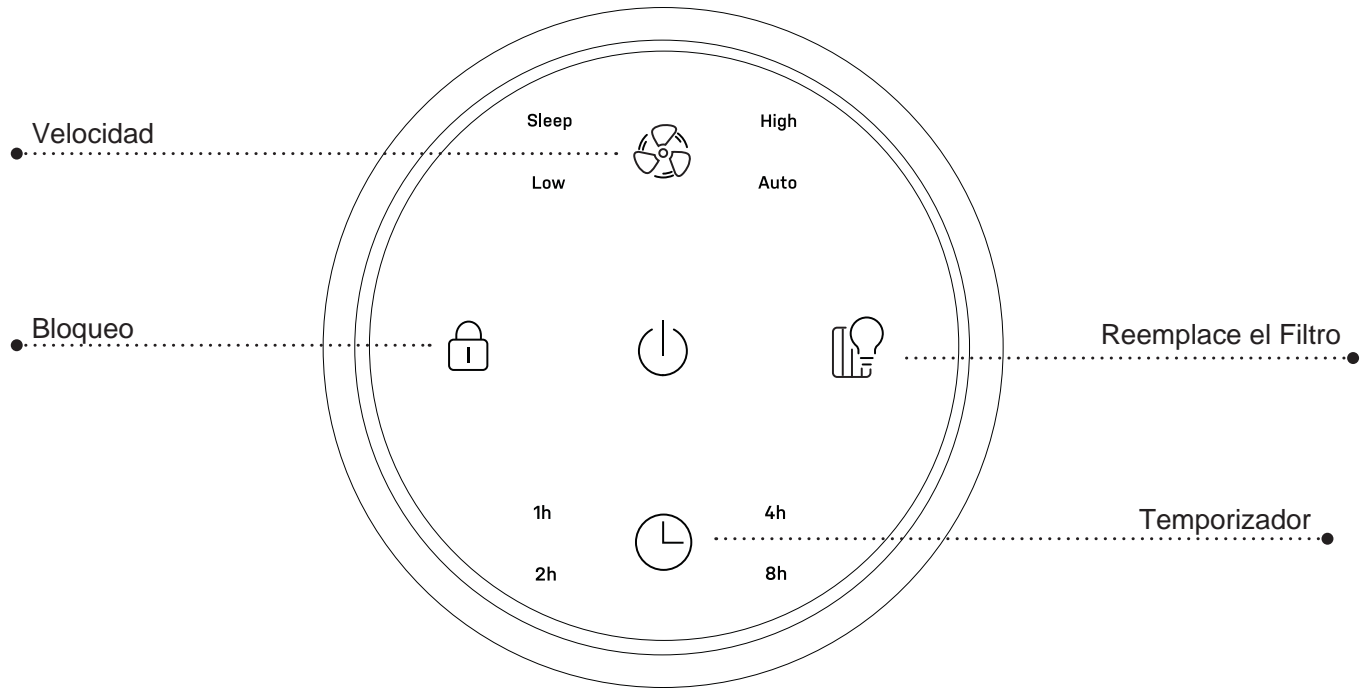 Sleep
High
Velocidad
Low
Auto
Bloqueo
Reemplace el Filtro
1h
4h
Temporizador
2h
8h